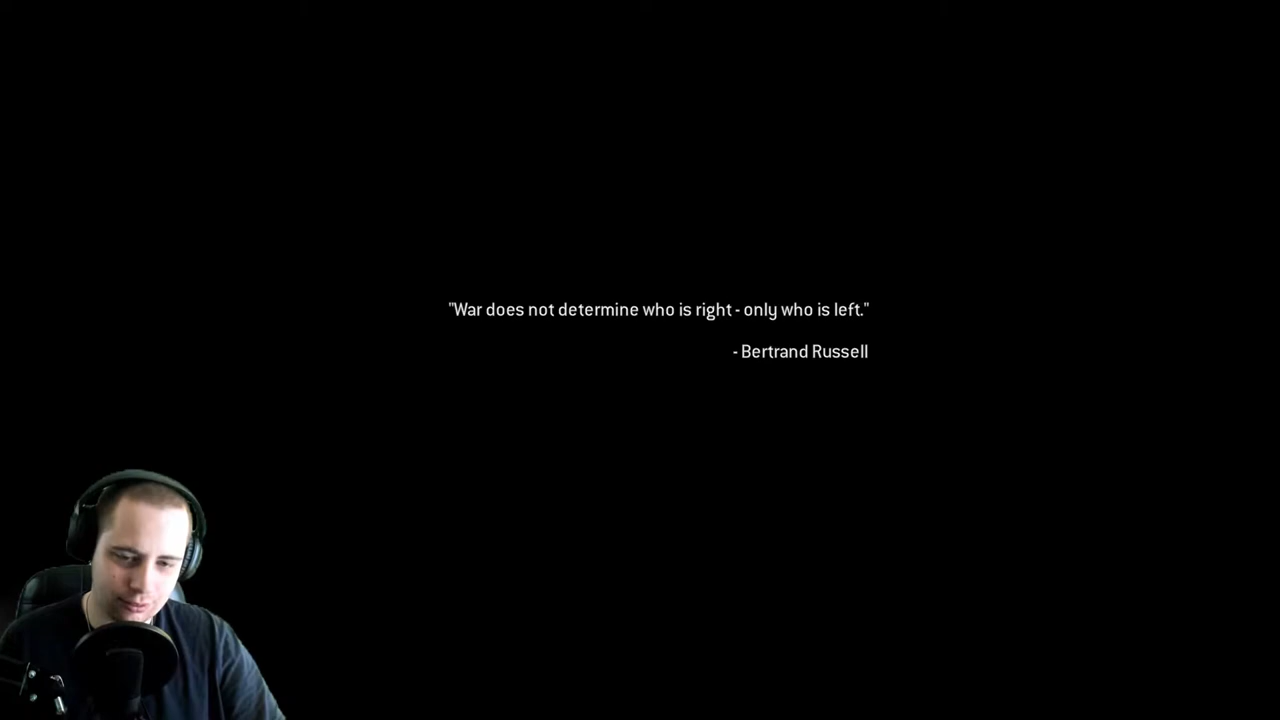 "War does not determine who is right - only who is left."
- Bertrand Russell